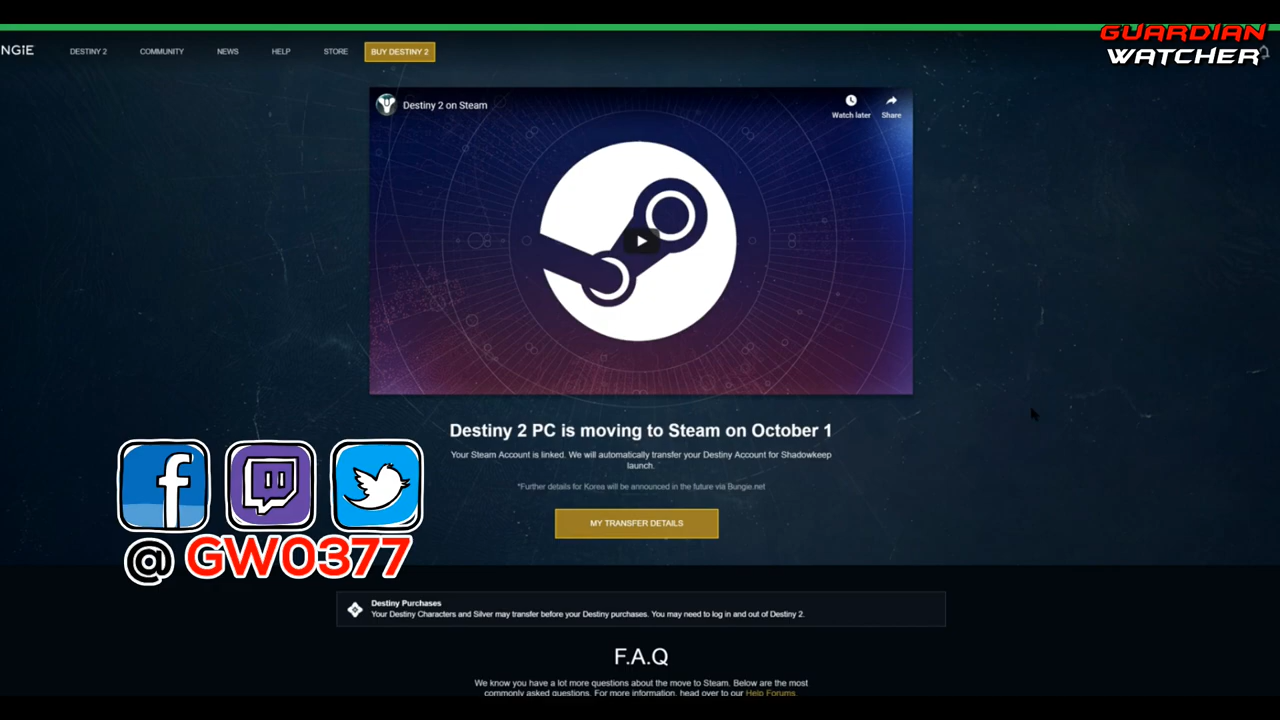 GUARDIAN
WATCHER
NGiE
DESTINY 2
COMMUNITY
NEWS
HELP
STORE
BUY DESTINY 2
Destiny 2 on Steam
Watch later
Share
Destiny 2 PC is moving to Steam on October 1
Your Steam Account is linked. We will automatically transfer your Destiny Account for Shadowkeep
launch.
*Further details for Korea will be announced in the future via Bungie.net
MY TRANSFER DETAILS
@ GW0377
Destiny Purchases
Your Destiny Characters and Silver may transfer before your Destiny purchases. You may need to log in and out of Destiny 2.
F.A.Q
We know you have a lot more questions about the move to Steam. Below are the most
commonly asked questions. For more information, head over to our Help Forums.